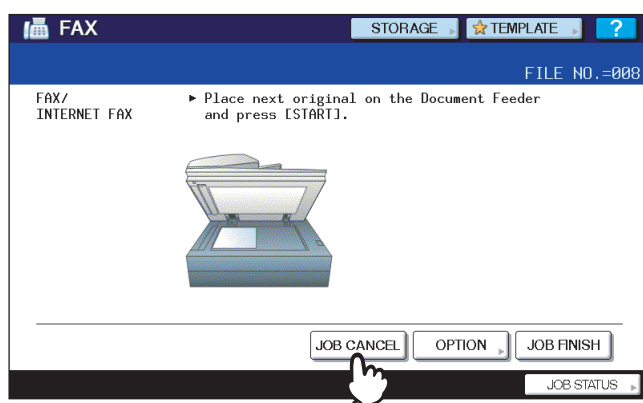 FAX
STORAGE
TEMPLATE
?
FILE NO.=008
FAX/
INTERNET FAX
► Place next original on the Document Feeder
and press [START].
JOB CANCEL
OPTION
JOB FINISH
JOB STATUS